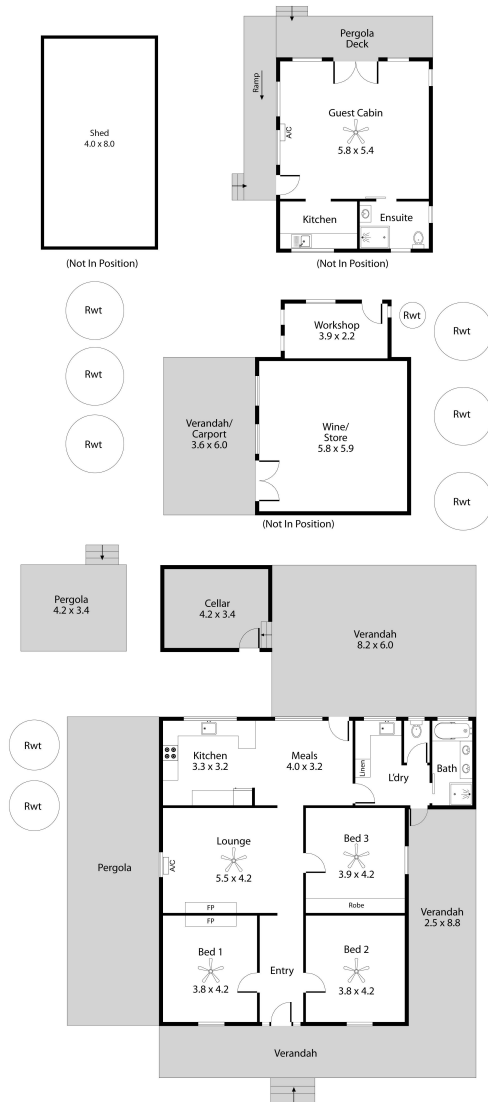 Pergola
Deck
Ramp
Shed
4.0 x 8.0
Guest Cabin
A/C
5.8 x 5.4
Kitchen
Ensuite
(Not In Position)
(Not In Position)
Rwt
Rwt
Rwt
Workshop
3.9 x 2.2
Rwt
Rwt
Rwt
Rwt
Verandah/
Carport
3.6 x 6.0
Wine/
Store
5.8 x 5.9
(Not In Position)
Pergola
4.2 x 3.4
Cellar
4.2 x 3.4
Verandah
8.2 x 6.0
Rwt
Rwt
Kitchen
3.3 x 3.2
Meals
4.0 x 3.2
Linen
L'dry
Bath
Pergola
A/C
Lounge
5.5 x 4.2
FP
FP
Bed 3
3.9 x 4.2
Robe
Verandah
2.5 x 8.8
Bed 1
3.8 x 4.2
Entry
Bed 2
3.8 x 4.2
Verandah